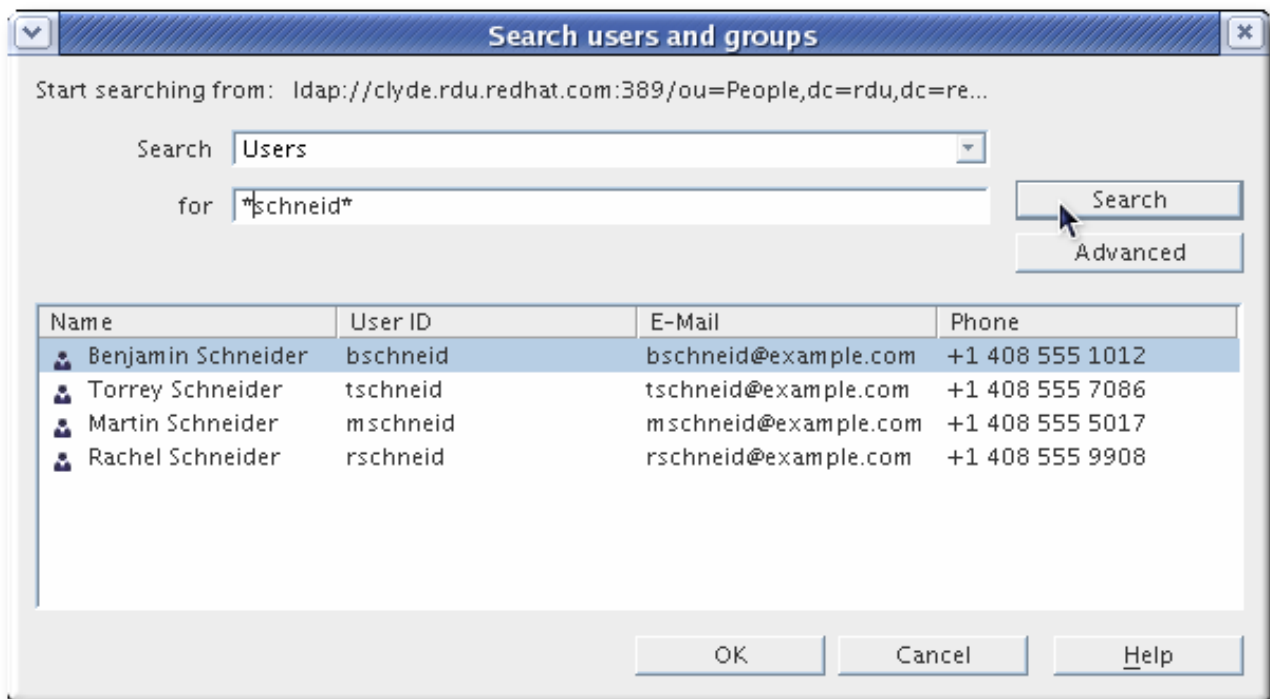 Search users and groups
Start searching from: ldap://clyde.rdu.redhat.com:389/ou=People,dc=rdu,dc=re...
Search Users
for *schneid*
Search
Advanced
Name User ID E-Mail Phone
Benjamin Schneider bschneid bschneid@example.com +1 408 555 1012
Torrey Schneider tschneid tschneid@example.com +1 408 555 7086
Martin Schneider mschneid mschneid@example.com +1 408 555 5017
Rachel Schneider rschneid rschneid@example.com +1 408 555 9908
OK Cancel Help